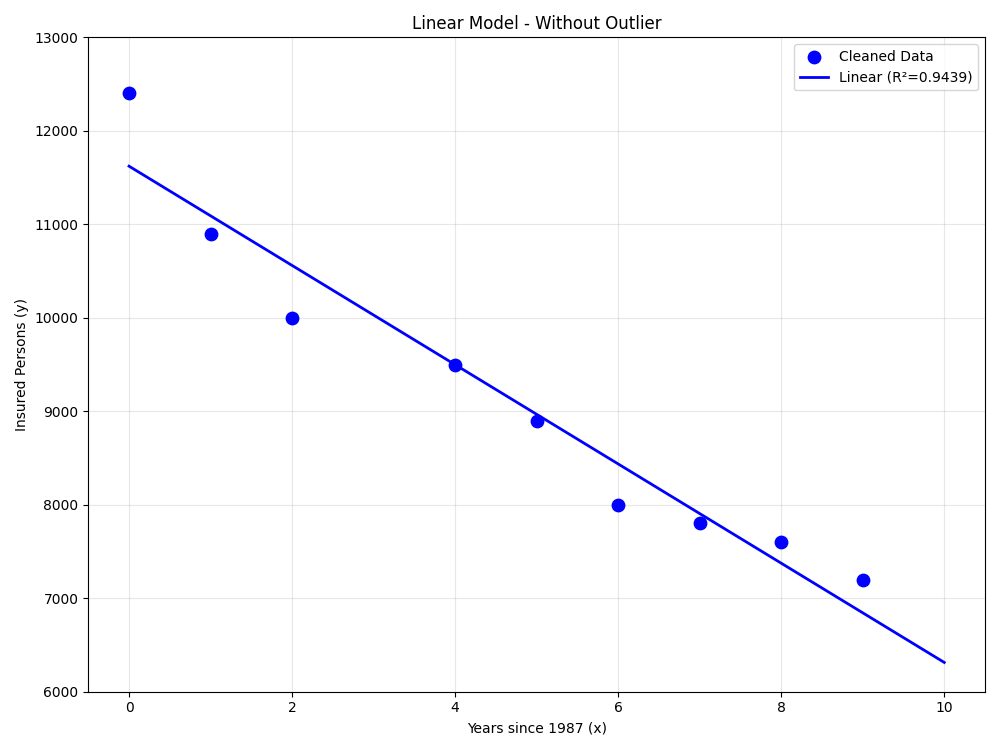 Linear Model - Without Outlier
Cleaned Data
Linear (R²=0.9439)
13000
12000
11000
10000
9000
8000
7000
6000
Insured Persons (y)
0 2 4 6 8 10
Years since 1987 (x)